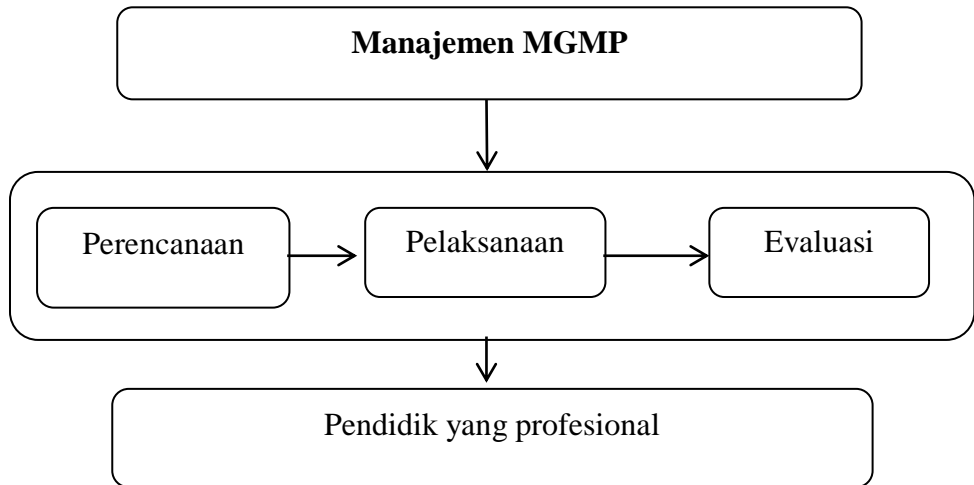 Manajemen MGMP
Perencanaan
Pelaksanaan
Evaluasi
Pendidik yang profesional